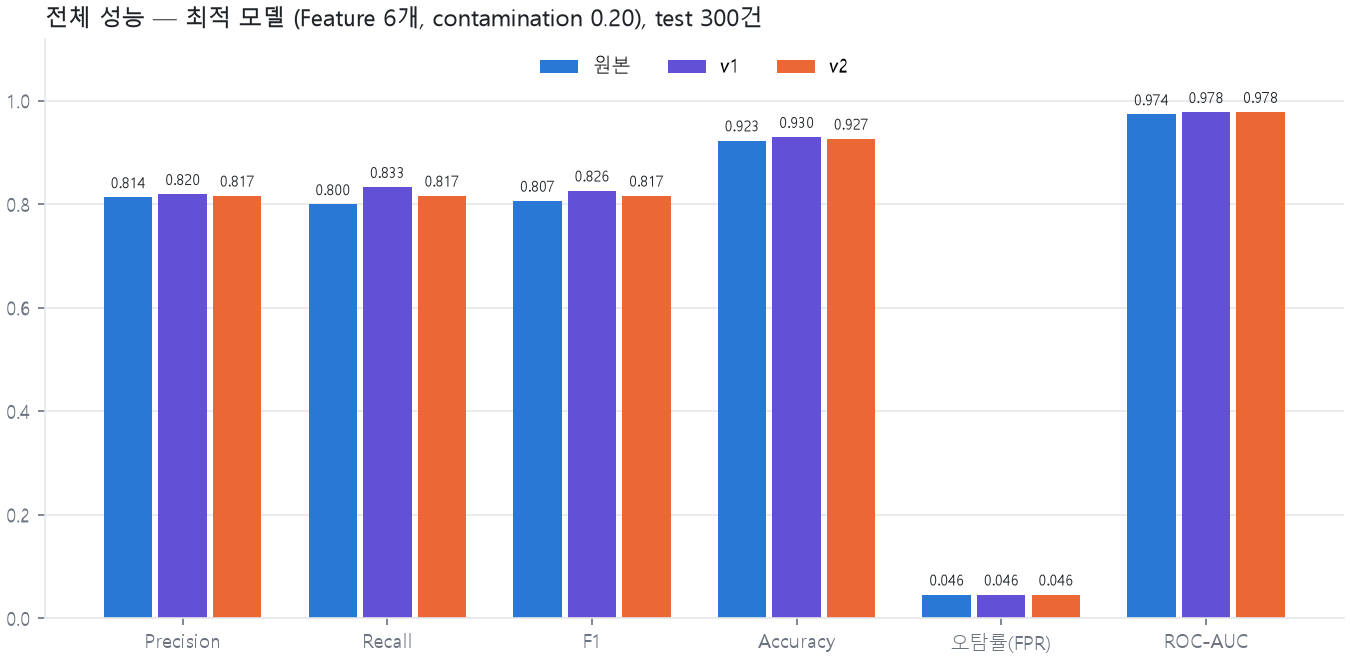 전체 성능 — 최적 모델 (Feature 6개, contamination 0.20), test 300건
원본 v1 v2
1.0
0.8
0.6
0.4
0.2
0.0
0.814 0.820 0.817
0.800 0.833 0.817
0.807 0.826 0.817
0.923 0.930 0.927
0.046 0.046 0.046
0.974 0.978 0.978
Precision Recall F1 Accuracy 오탐률(FPR) ROC-AUC